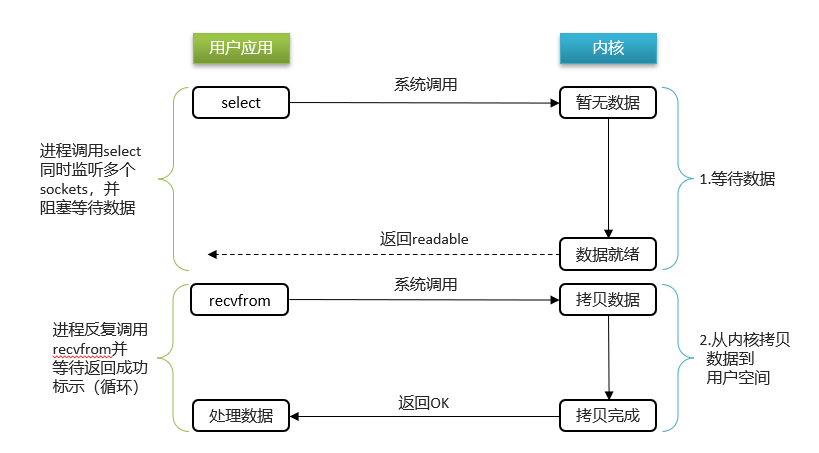 用户应用
内核
系统调用
select
暂无数据
进程调用select
同时监听多个
sockets，并
阻塞等待数据
1.等待数据
返回readable
数据就绪
系统调用
recvfrom
拷贝数据
进程反复调用
recvfrom并
等待返回成功
标示（循环）
2.从内核拷贝
数据到
用户空间
返回OK
处理数据
拷贝完成